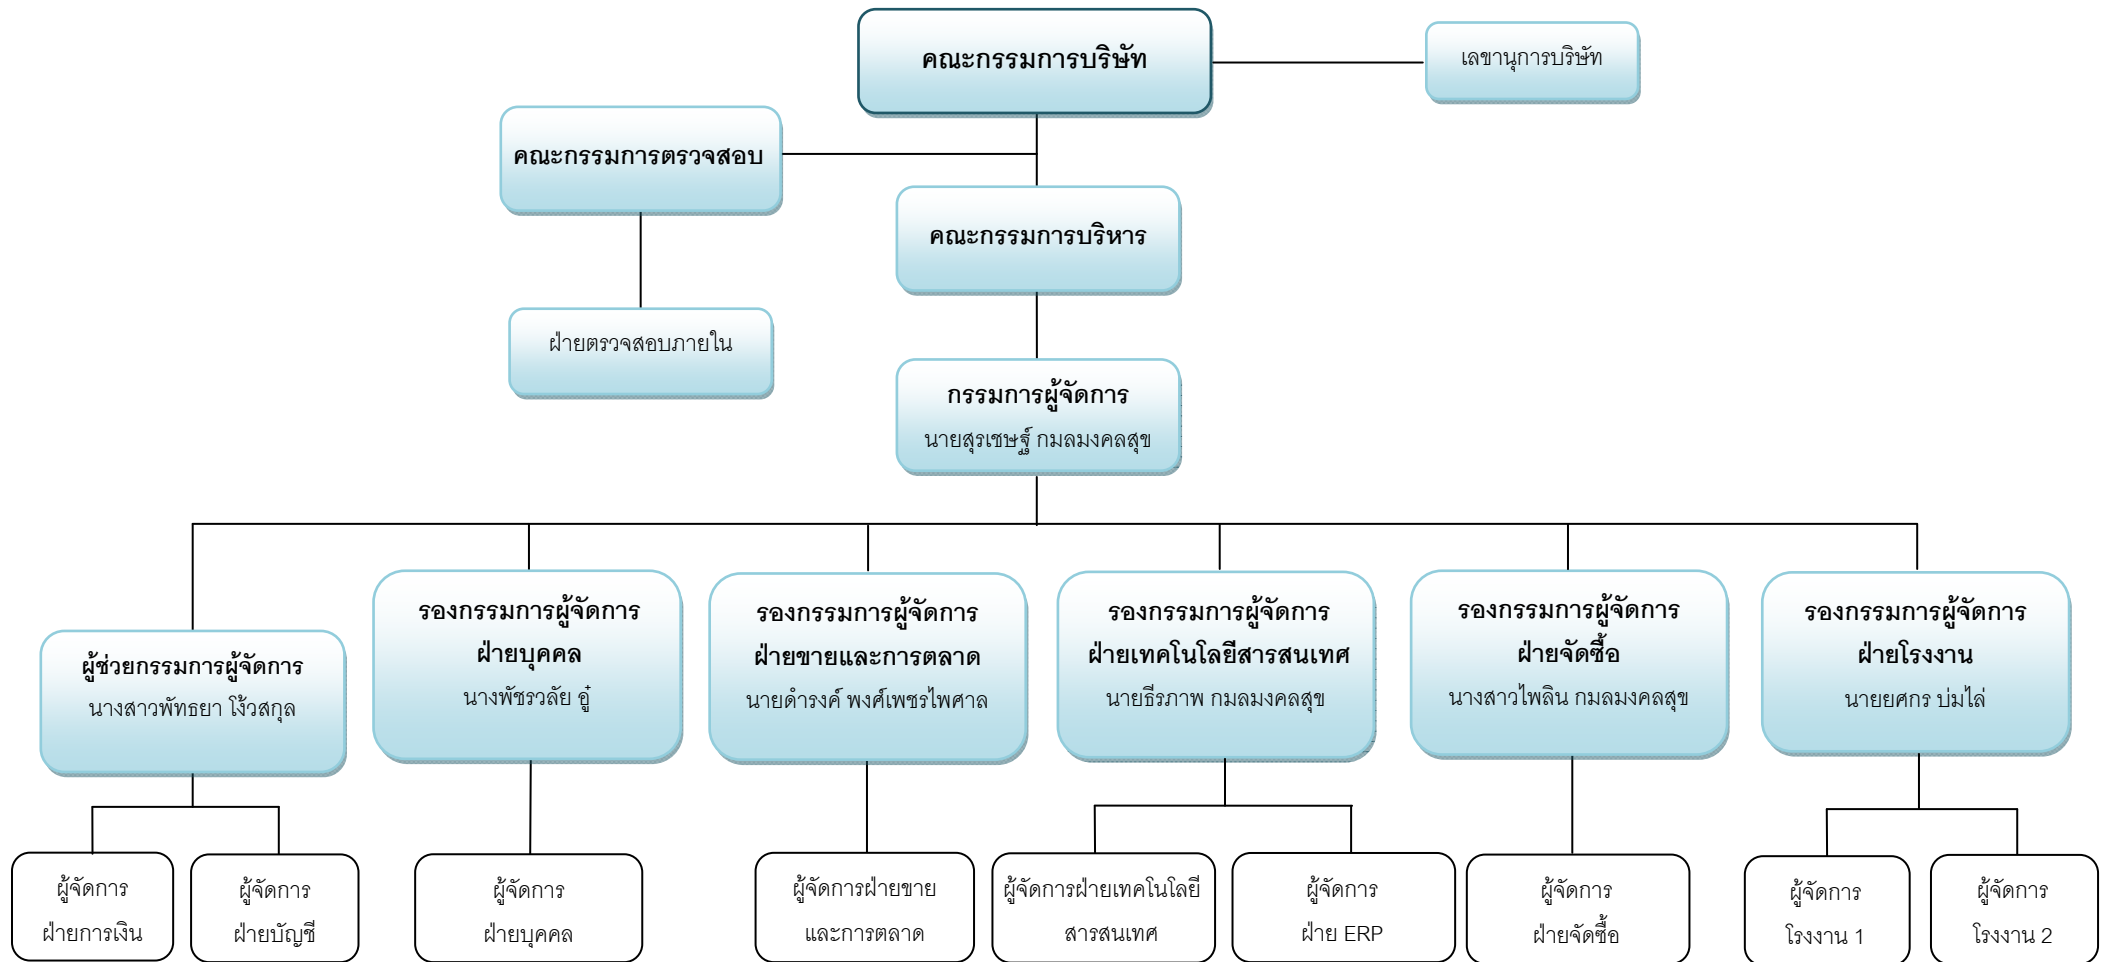 คณะกรรมการบริษัท
เลขานุการบริษัท
คณะกรรมการตรวจสอบ
คณะกรรมการบริหาร
ฝ่ายตรวจสอบภายใน
กรรมการผู้จัดการ
นายสุรเชษฐ์ กมลมงคลสุข
ผู้ช่วยกรรมการผู้จัดการ
นางสาวพัทธยา โง้วสกุล
รองกรรมการผู้จัดการ
ฝ่ายบุคคล
นางพัชรวลัย อู๋
รองกรรมการผู้จัดการ
ฝ่ายขายและการตลาด
นายดำรงค์ พงศ์เพชรไพศาล
รองกรรมการผู้จัดการ
ฝ่ายเทคโนโลยีสารสนเทศ
นายธีรภาพ กมลมงคลสุข
รองกรรมการผู้จัดการ
ฝ่ายจัดซื้อ
นางสาวไพลิน กมลมงคลสุข
รองกรรมการผู้จัดการ
ฝ่ายโรงงาน
นายยศกร บ่มไล่
ผู้จัดการ
ฝ่ายการเงิน
ผู้จัดการ
ฝ่ายบัญชี
ผู้จัดการ
ฝ่ายบุคคล
ผู้จัดการฝ่ายขาย
และการตลาด
ผู้จัดการฝ่ายเทคโนโลยี
สารสนเทศ
ผู้จัดการ
ฝ่าย ERP
ผู้จัดการ
ฝ่ายจัดซื้อ
ผู้จัดการ
โรงงาน 1
ผู้จัดการ
โรงงาน 2